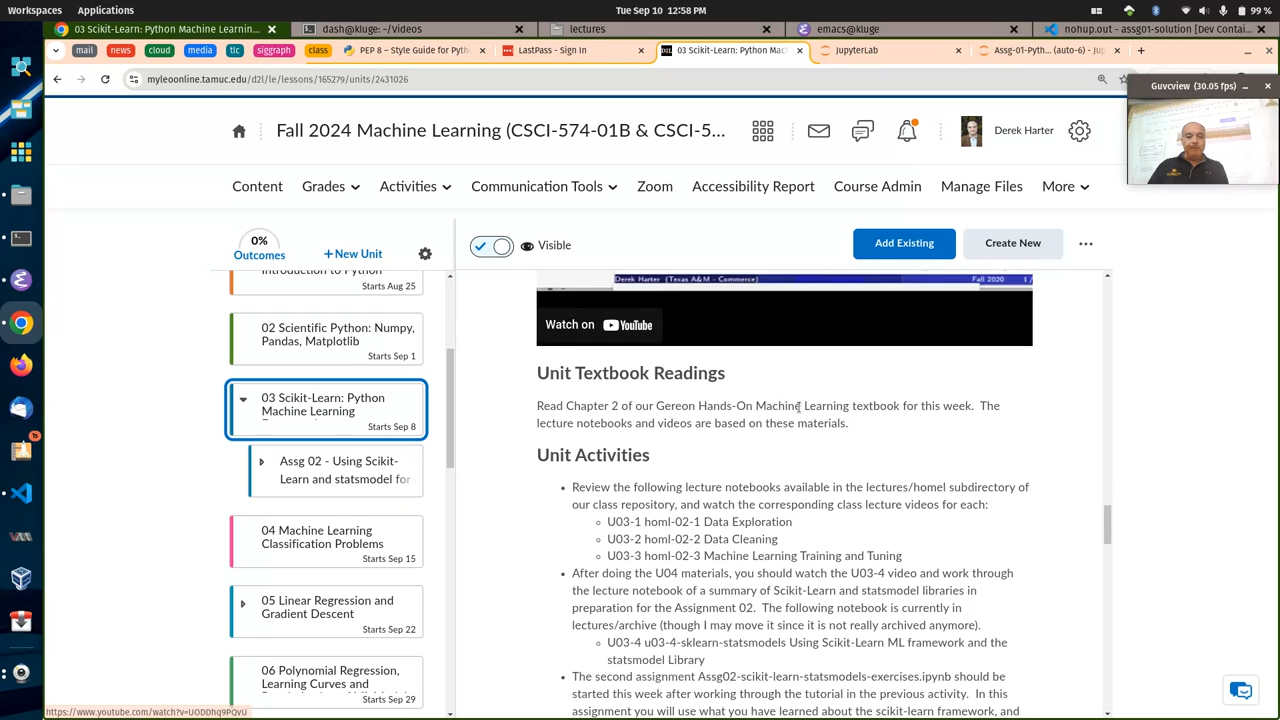 Workspaces Applications
Tue Sep 10 12:58 PM
99 %
03 Scikit-Learn: Python Machine L...
dash@kluge: ~/Videos
lectures
emacs@kluge
nohup.out - assg01-solution [Dev Contai...
mail news cloud media tlc siggraph class
PEP 8 – Style Guide for Pyth
LastPass - Sign In
03 Scikit-Learn: Python Mac
JupyterLab
Assg-01-Pyth... (auto-6) - Ju
myleoonline.tamuc.edu/d2l/le/lessons/165279/units/2431026
Guvcview (30.05 fps)
Fall 2024 Machine Learning (CSCI-574-01B & CSCI-5...
Derek Harter
Content Grades Activities Communication Tools Zoom Accessibility Report Course Admin Manage Files More
0%
Outcomes
+ New Unit
Visible
Add Existing
Create New
Introduction to Python
Starts Aug 25
02 Scientific Python: Numpy,
Pandas, Matplotlib
Starts Sep 1
03 Scikit-Learn: Python
Machine Learning
Starts Sep 8
Assg 02 - Using Scikit-
Learn and statsmodel for
04 Machine Learning
Classification Problems
Starts Sep 15
05 Linear Regression and
Gradient Descent
Starts Sep 22
06 Polynomial Regression,
Learning Curves and
Starts Sep 29
https://www.youtube.com/watch?v=UODDhq9PQvU
Derek Harter (Texas A&M - Commerce)
Fall 2020
1 /
Watch on YouTube
Unit Textbook Readings
Read Chapter 2 of our Gereon Hands-On Machine Learning textbook for this week. The
lecture notebooks and videos are based on these materials.
Unit Activities
• Review the following lecture notebooks available in the lectures/homel subdirectory of
our class repository, and watch the corresponding class lecture videos for each:
○ U03-1 homl-02-1 Data Exploration
○ U03-2 homl-02-2 Data Cleaning
○ U03-3 homl-02-3 Machine Learning Training and Tuning
• After doing the U04 materials, you should watch the U03-4 video and work through
the lecture notebook of a summary of Scikit-Learn and statsmodel libraries in
preparation for the Assignment 02. The following notebook is currently in
lectures/archive (though I may move it since it is not really archived anymore).
○ U03-4 u03-4-sklearn-statsmodels Using Scikit-Learn ML framework and the
statsmodel Library
• The second assignment Assg02-scikit-learn-statsmodels-exercises.ipynb should be
started this week after working through the tutorial in the previous activity. In this
assignment you will use what you have learned about the scikit-learn framework, and